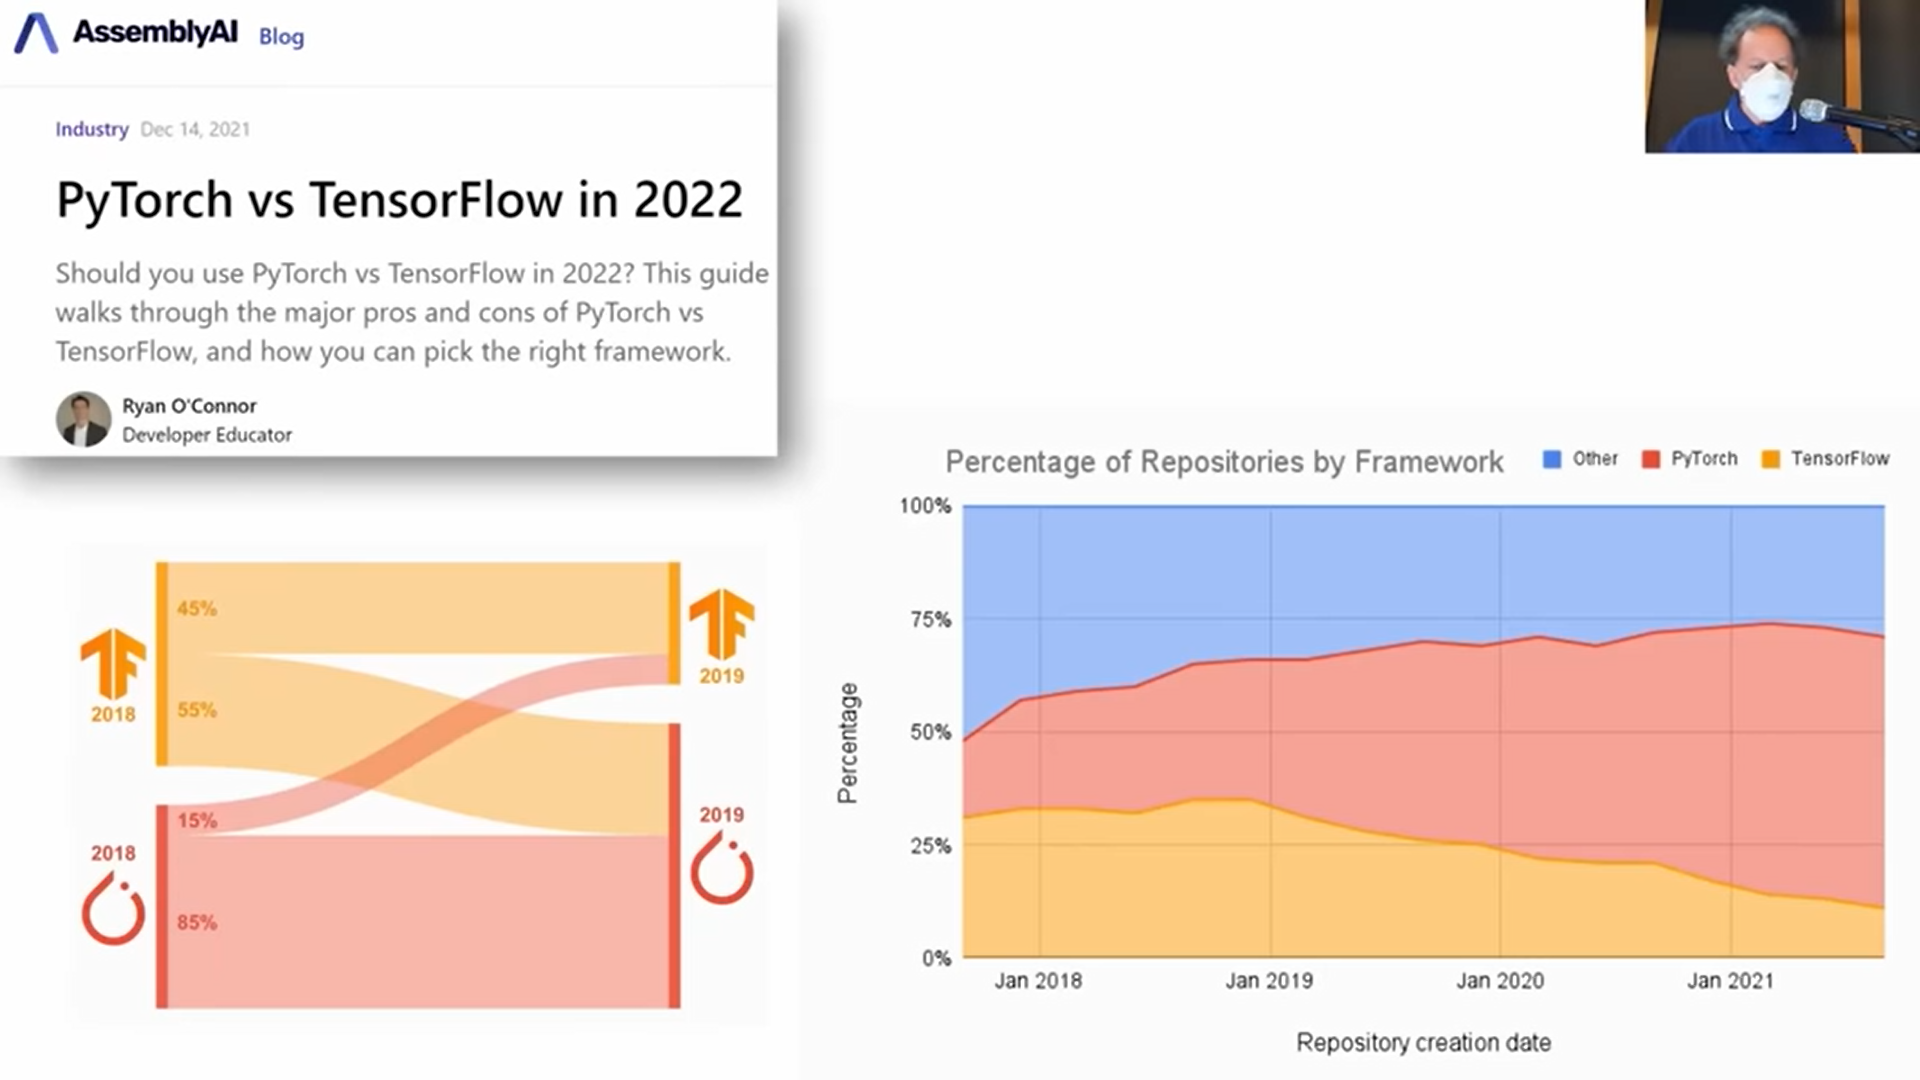 AssemblyAI Blog
Industry Dec 14, 2021
PyTorch vs TensorFlow in 2022
Should you use PyTorch vs TensorFlow in 2022? This guide
walks through the major pros and cons of PyTorch vs
TensorFlow, and how you can pick the right framework.
Ryan O'Connor
Developer Educator
45%
55%
2018
15%
2018
85%
2019
2019
Percentage of Repositories by Framework
Other PyTorch TensorFlow
100%
75%
50%
25%
0%
Percentage
Jan 2018 Jan 2019 Jan 2020 Jan 2021
Repository creation date